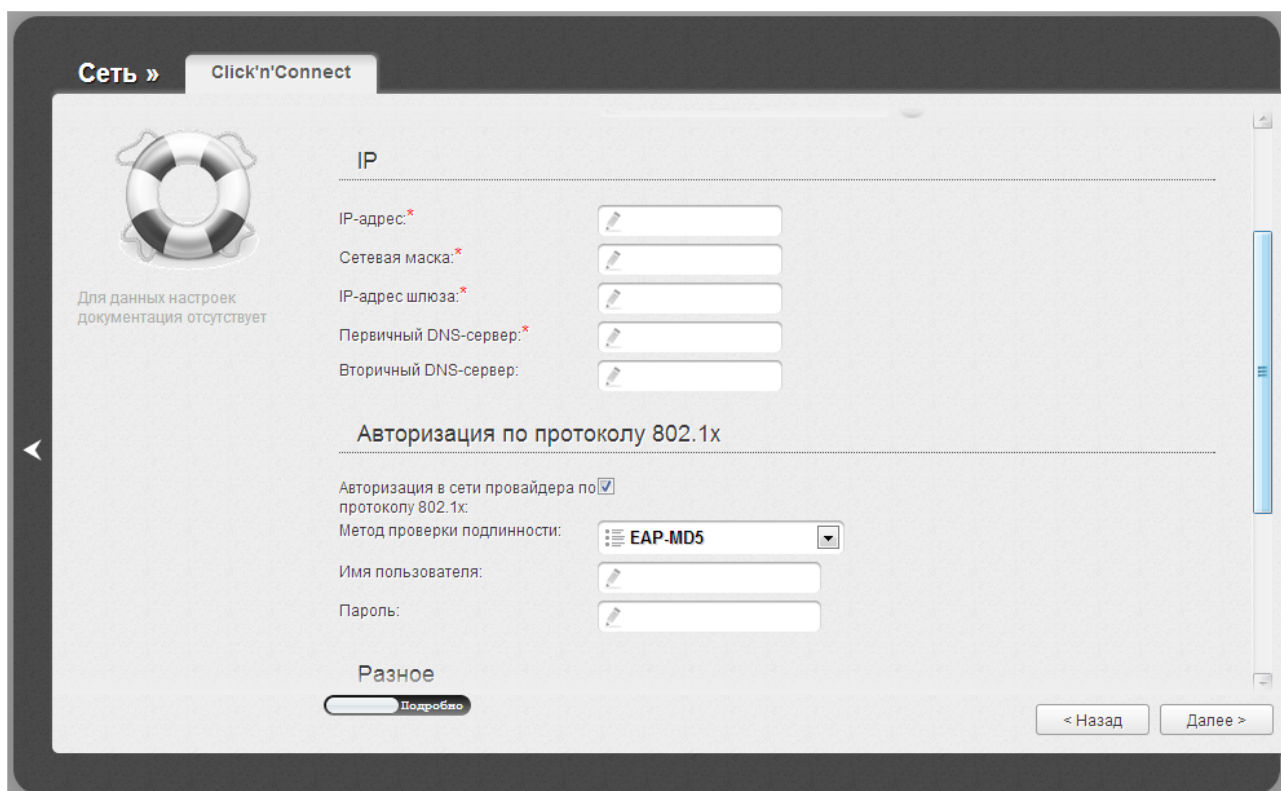 Сеть »
Click'n'Connect
Для данных настроек
документация отсутствует
IP
IP-адрес:*
Сетевая маска:*
IP-адрес шлюза:*
Первичный DNS-сервер:*
Вторичный DNS-сервер:
Авторизация по протоколу 802.1x
Авторизация в сети провайдера по
протоколу 802.1x:
Метод проверки подлинности:
EAP-MD5
Имя пользователя:
Пароль:
Разное
Подробно
< Назад
Далее >